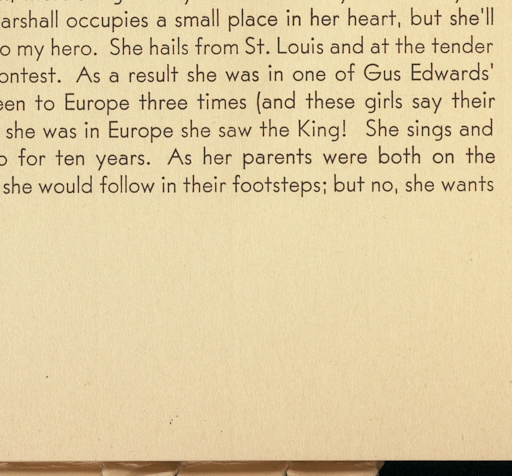 arshall occupies a small place in her heart, but she'll
o my hero. She hails from St. Louis and at the tender
ontest. As a result she was in one of Gus Edwards'
een to Europe three times (and these girls say their
she was in Europe she saw the King! She sings and
o for ten years. As her parents were both on the
she would follow in their footsteps; but no, she wants